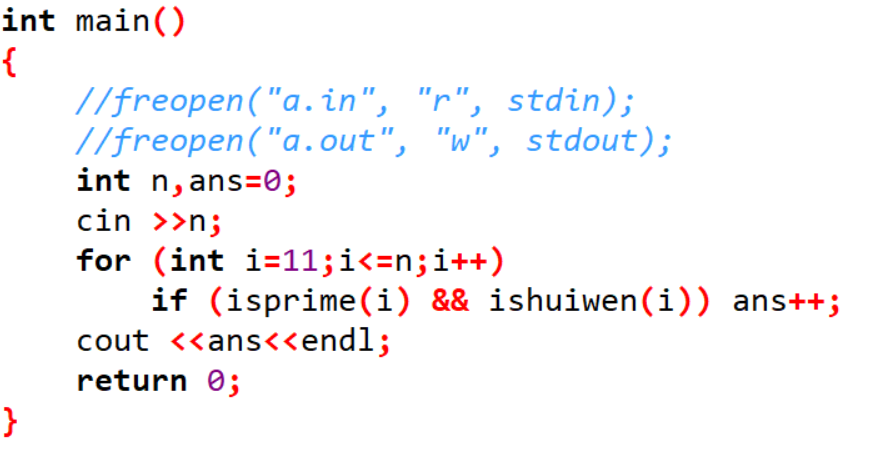 int main()
{
//freopen("a.in", "r", stdin);
//freopen("a.out", "w", stdout);
int n,ans=0;
cin >>n;
for (int i=11;i<=n;i++)
if (isprime(i) && ishuiwen(i)) ans++;
cout <<ans<<endl;
return 0;
}